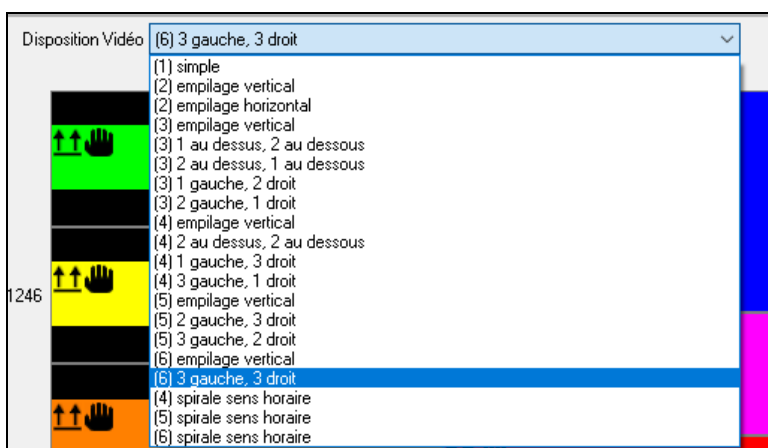 Disposition Vidéo (6) 3 gauche, 3 droit
(1) simple
(2) empilage vertical
(2) empilage horizontal
(3) empilage vertical
(3) 1 au dessus, 2 au dessous
(3) 2 au dessus, 1 au dessous
(3) 1 gauche, 2 droit
(3) 2 gauche, 1 droit
(4) empilage vertical
(4) 2 au dessus, 2 au dessous
(4) 1 gauche, 3 droit
(4) 3 gauche, 1 droit
1246
(5) empilage vertical
(5) 2 gauche, 3 droit
(5) 3 gauche, 2 droit
(6) empilage vertical
(6) 3 gauche, 3 droit
(4) spirale sens horaire
(5) spirale sens horaire
(6) spirale sens horaire